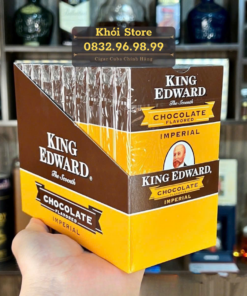 Khói Store
0832.96.98.99
KING
EDWARD
The Seventh
CHOCOLATE
FLAVORED
IMPERIAL
KING EDWARD®
CHOCOLATE
IMPERIAL
KING
EDWARD®
The Seventh
CHOCOLATE
FLAVORED
IMPERIAL